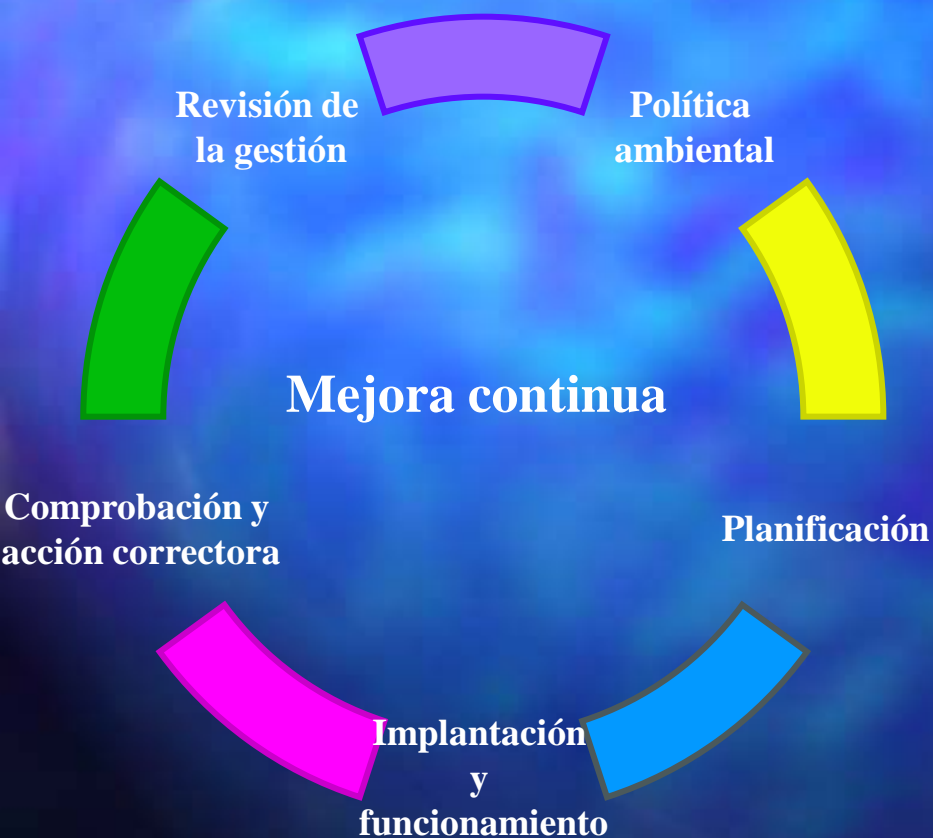 Revisión de
la gestión
Política
ambiental
Mejora continua
Comprobación y
acción correctora
Planificación
Implantación
y
funcionamiento